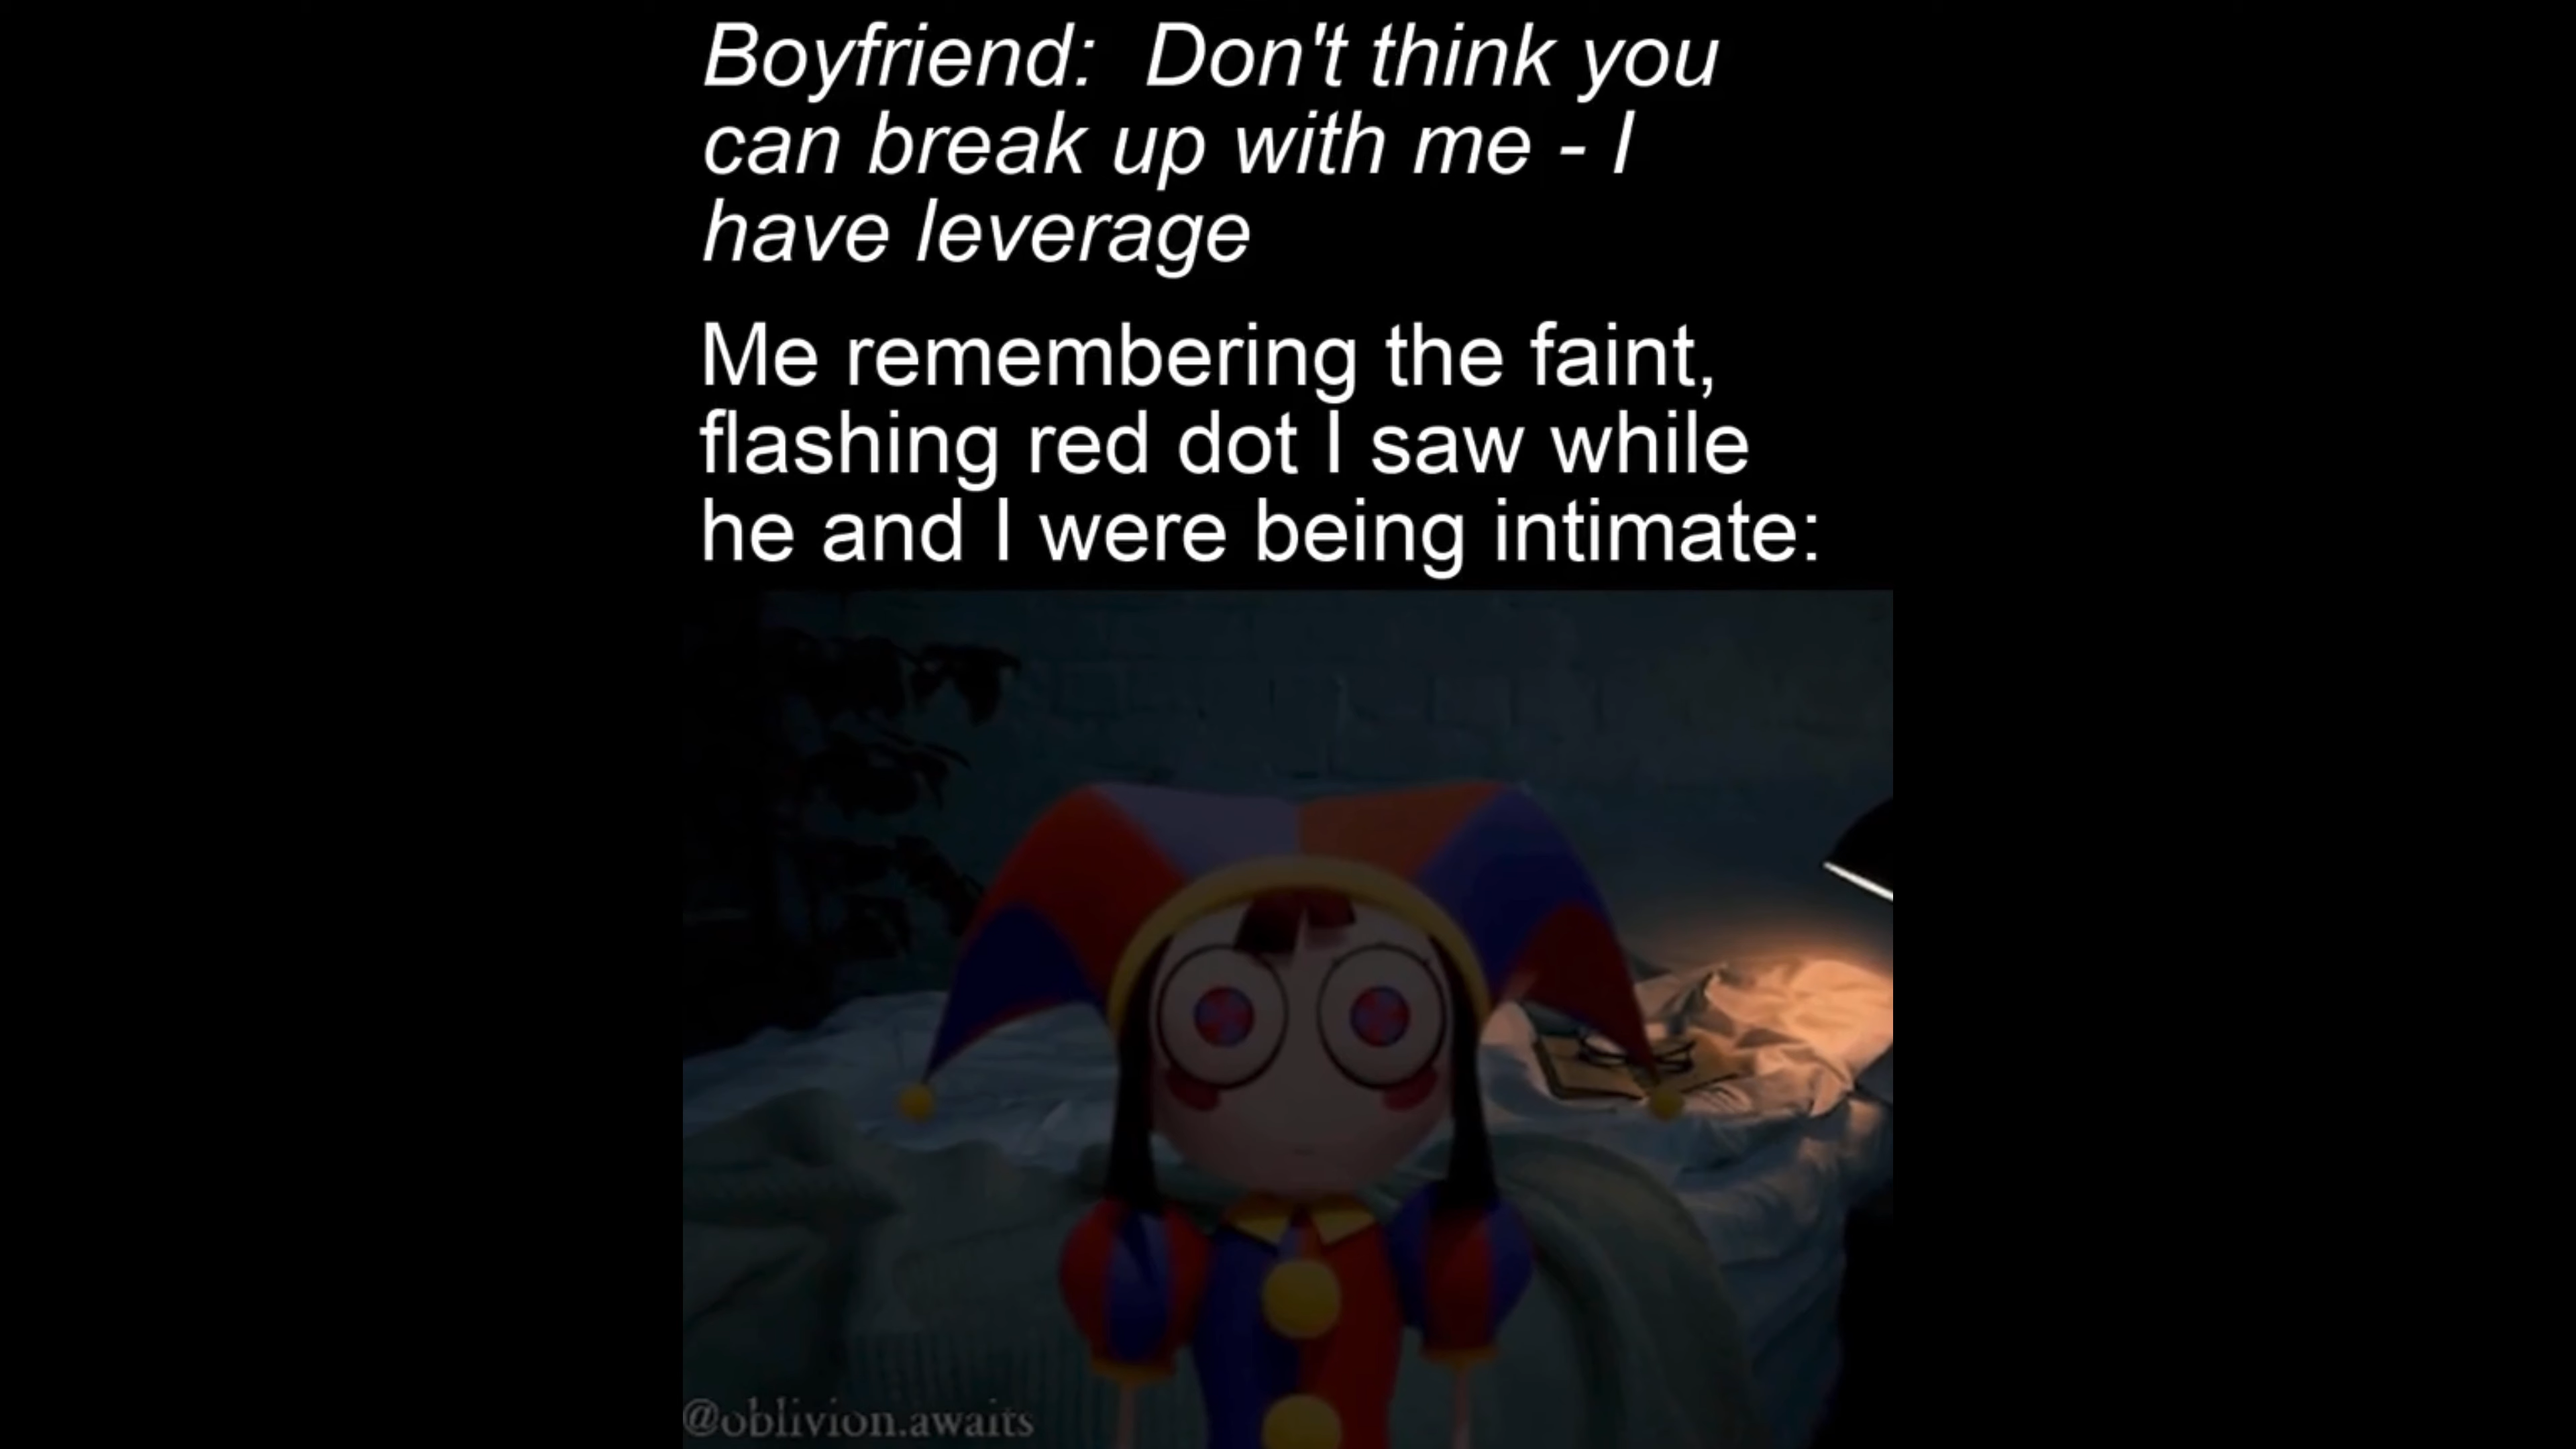 Boyfriend:  Don't think you
can break up with me - I
have leverage
Me remembering the faint,
flashing red dot I saw while
he and I were being intimate:
@oblivion.awaits